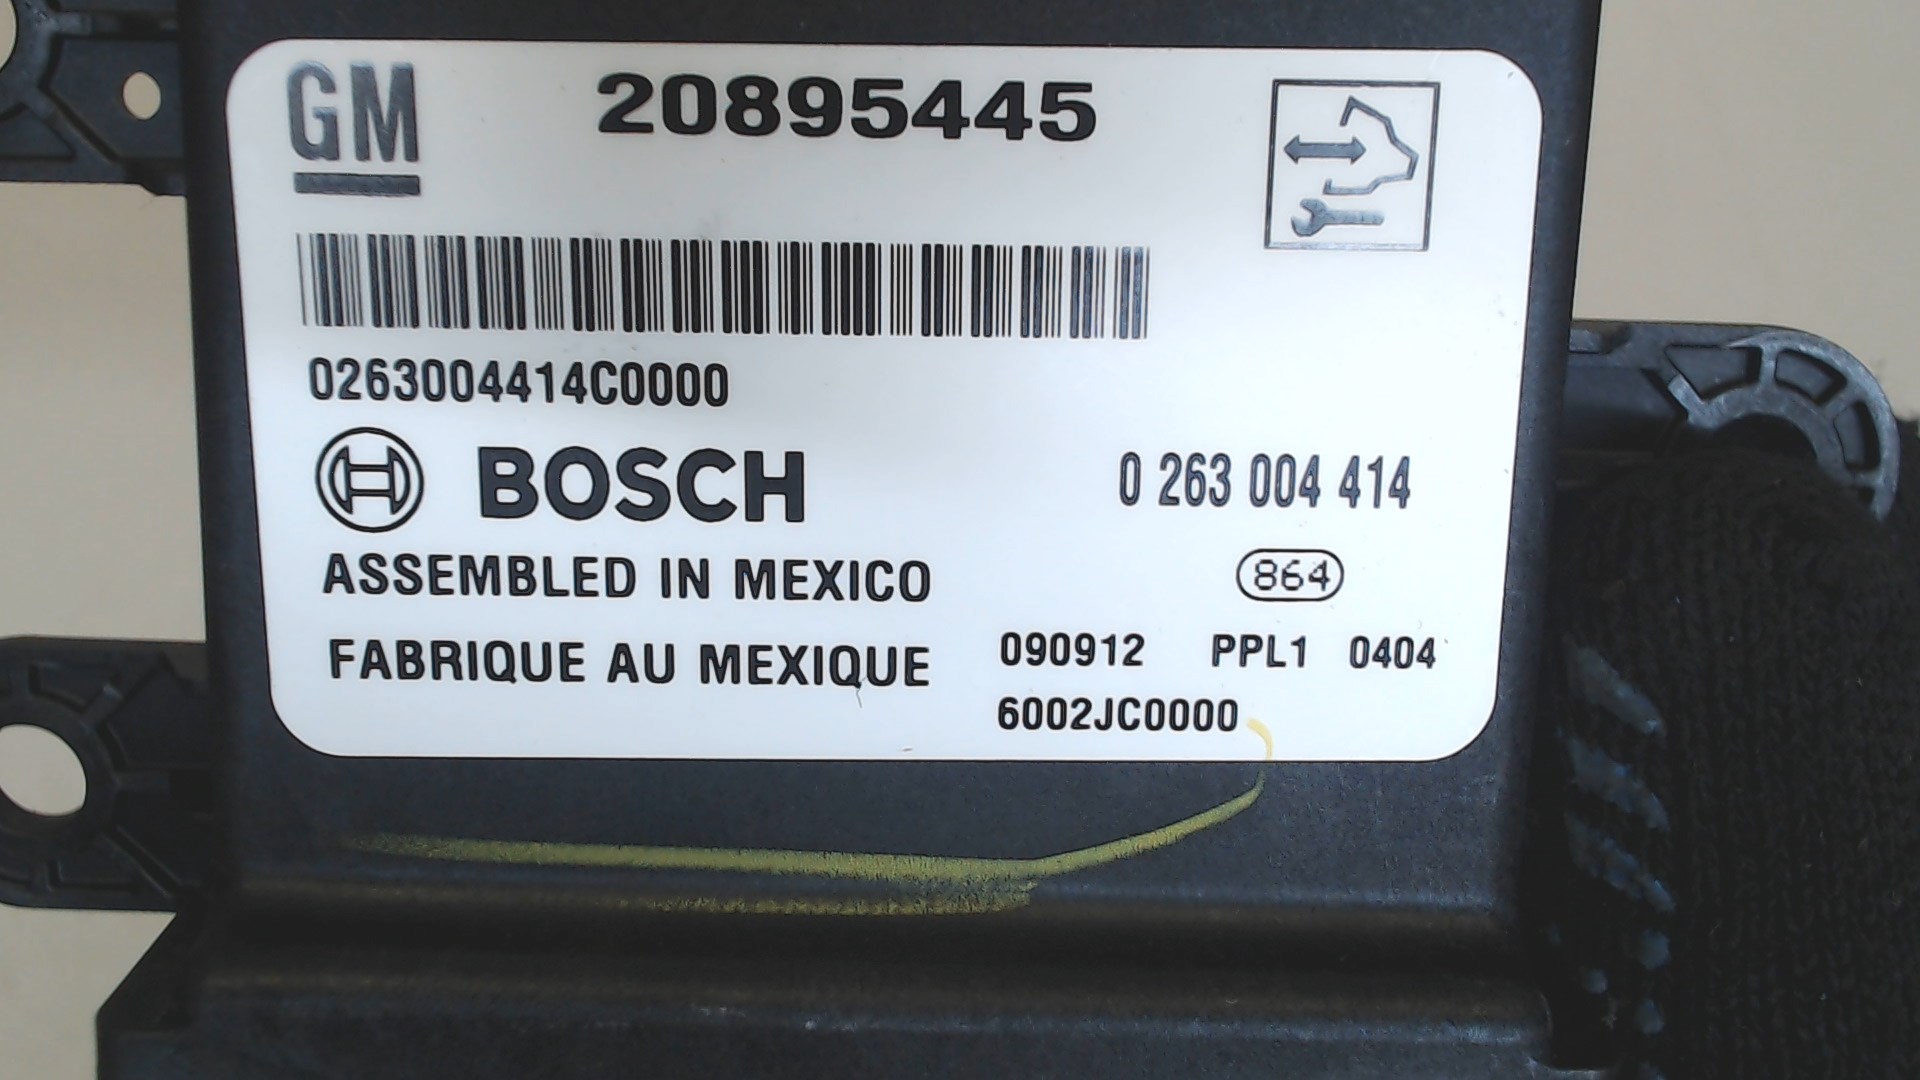 GM 20895445
0263004414C0000
BOSCH 0 263 004 414
ASSEMBLED IN MEXICO 864
FABRIQUE AU MEXIQUE 090912 PPL1 0404
6002JC0000